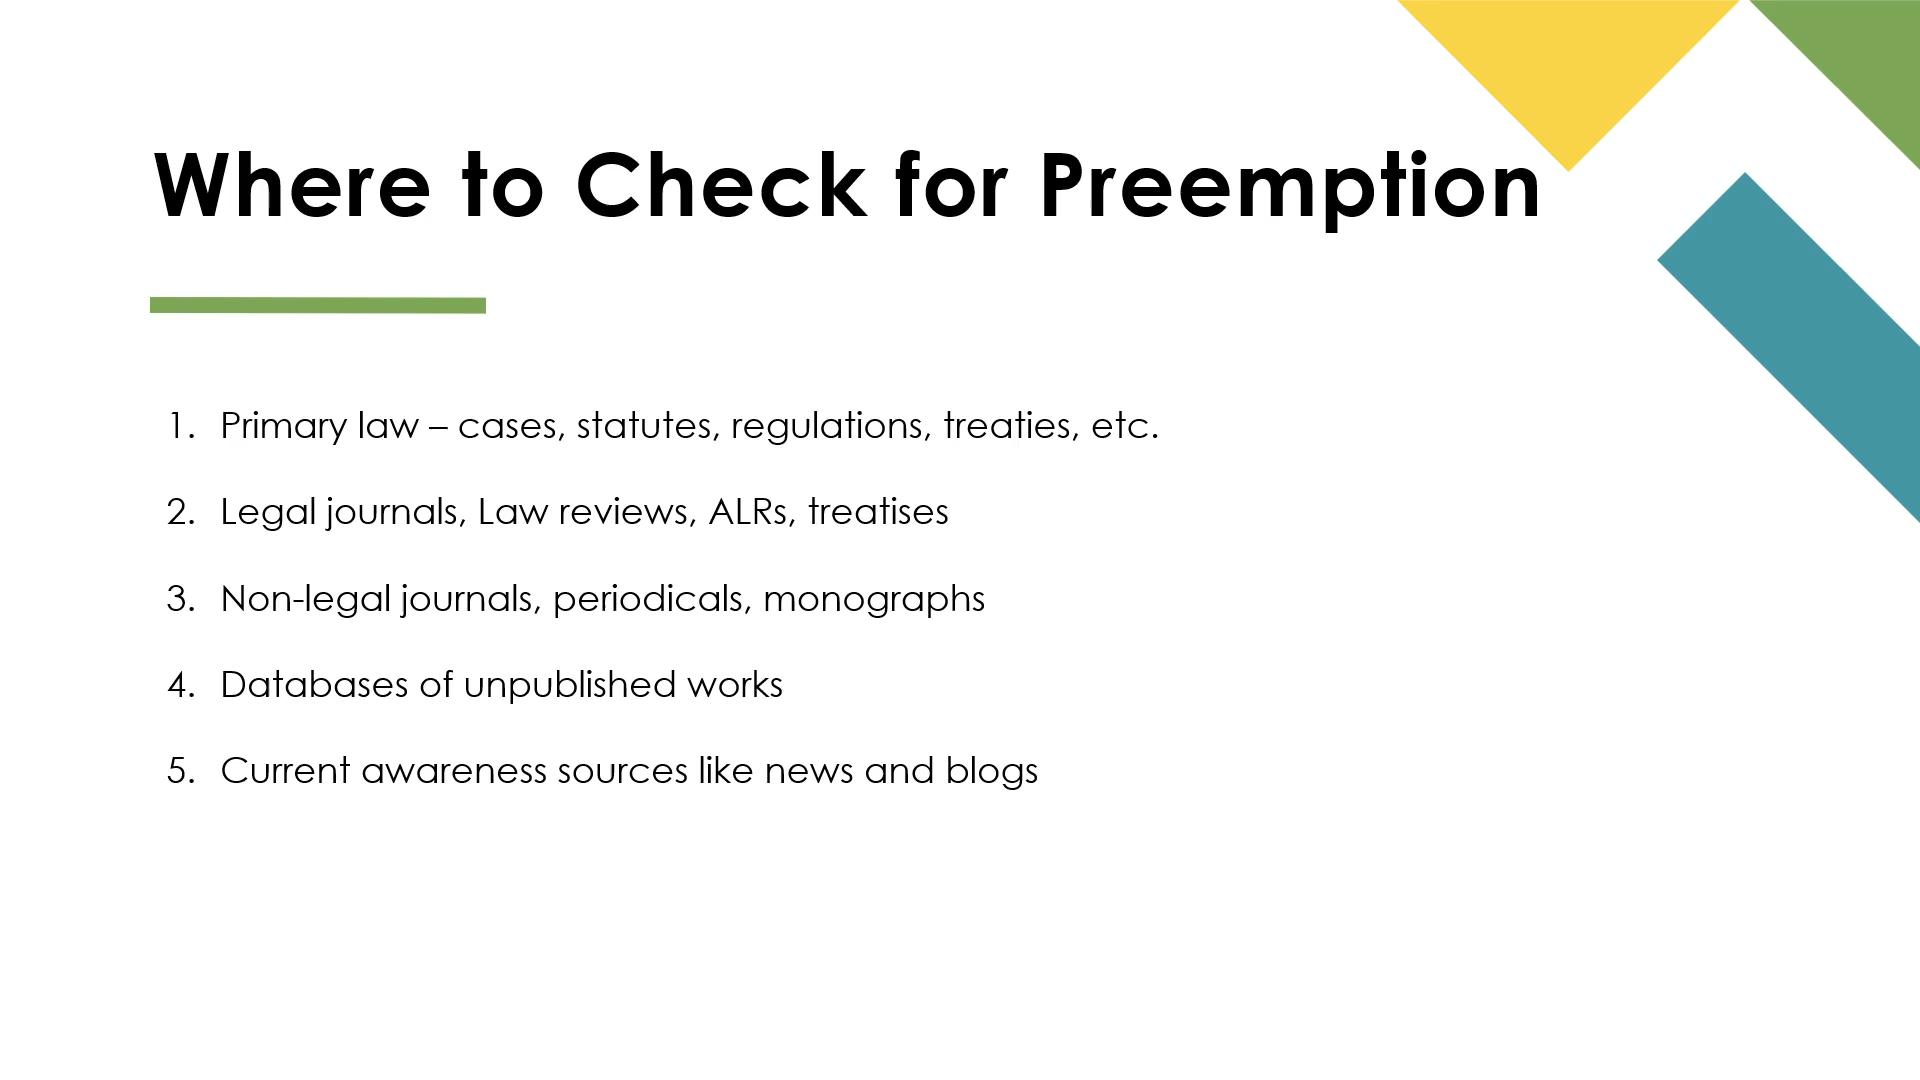 Where to Check for Preemption
1. Primary law – cases, statutes, regulations, treaties, etc.
2. Legal journals, Law reviews, ALRs, treatises
3. Non-legal journals, periodicals, monographs
4. Databases of unpublished works
5. Current awareness sources like news and blogs